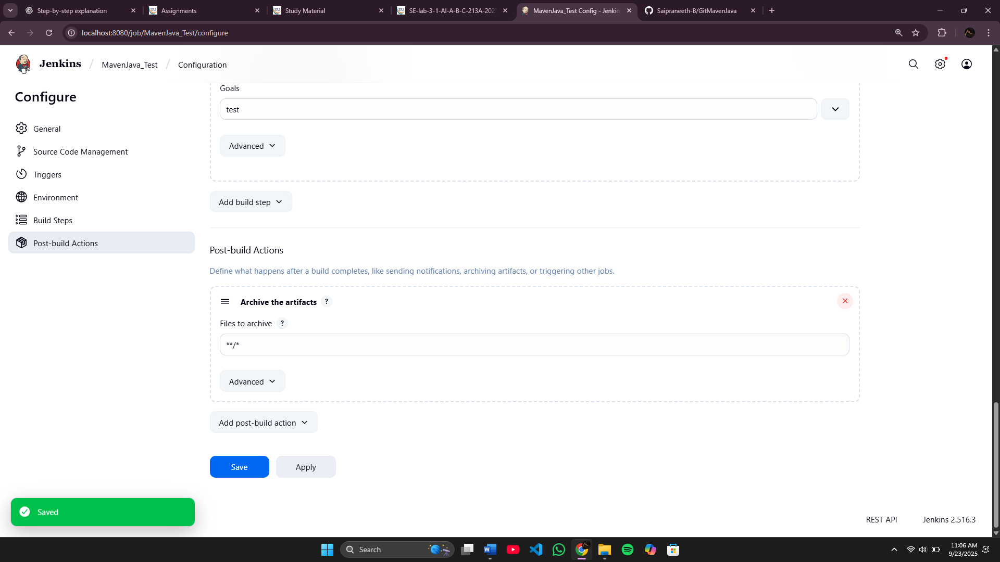 Step-by-step explanation
Assignments
Study Material
SE-lab-3-1-AI-A-B-C-213A-202
MavenJava_Test Config - Jenkin
Saipraneeth-B/GitMavenJava
localhost:8080/job/MavenJava_Test/configure
Jenkins / MavenJava_Test / Configuration
Configure
General
Source Code Management
Triggers
Environment
Build Steps
Post-build Actions
Goals
test
Advanced
Add build step
Post-build Actions
Define what happens after a build completes, like sending notifications, archiving artifacts, or triggering other jobs.
Archive the artifacts ?
Files to archive ?
**/*
Advanced
Add post-build action
Save
Apply
Saved
REST API
Jenkins 2.516.3
Search
11:06 AM
9/23/2025